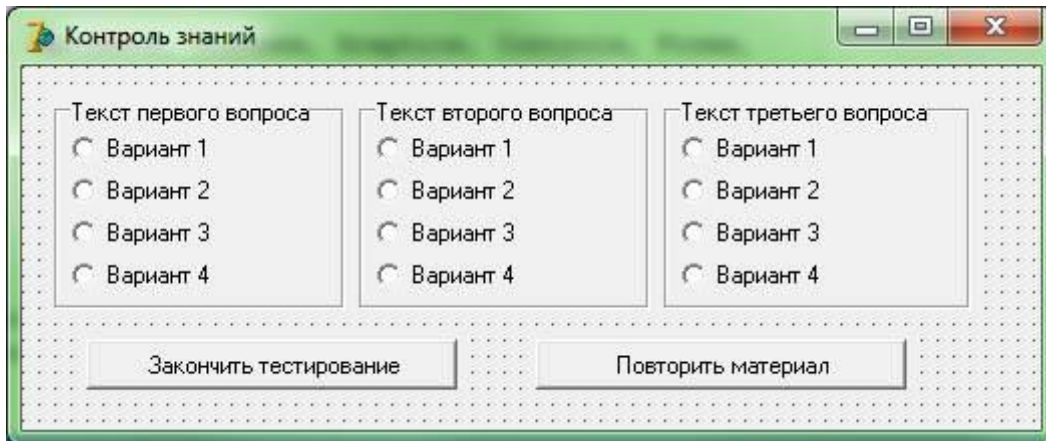 Контроль знаний
Текст первого вопроса
Вариант 1
Вариант 2
Вариант 3
Вариант 4
Текст второго вопроса
Вариант 1
Вариант 2
Вариант 3
Вариант 4
Текст третьего вопроса
Вариант 1
Вариант 2
Вариант 3
Вариант 4
Закончить тестирование
Повторить материал